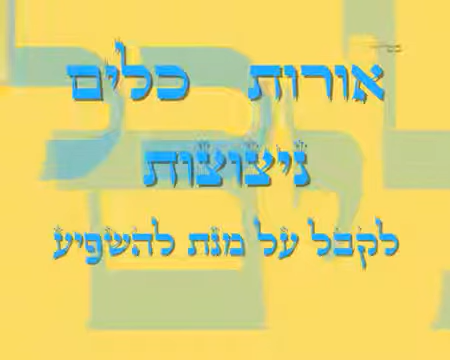 אורות כלים
ניצוצות
לקבל על מנת להשפיע